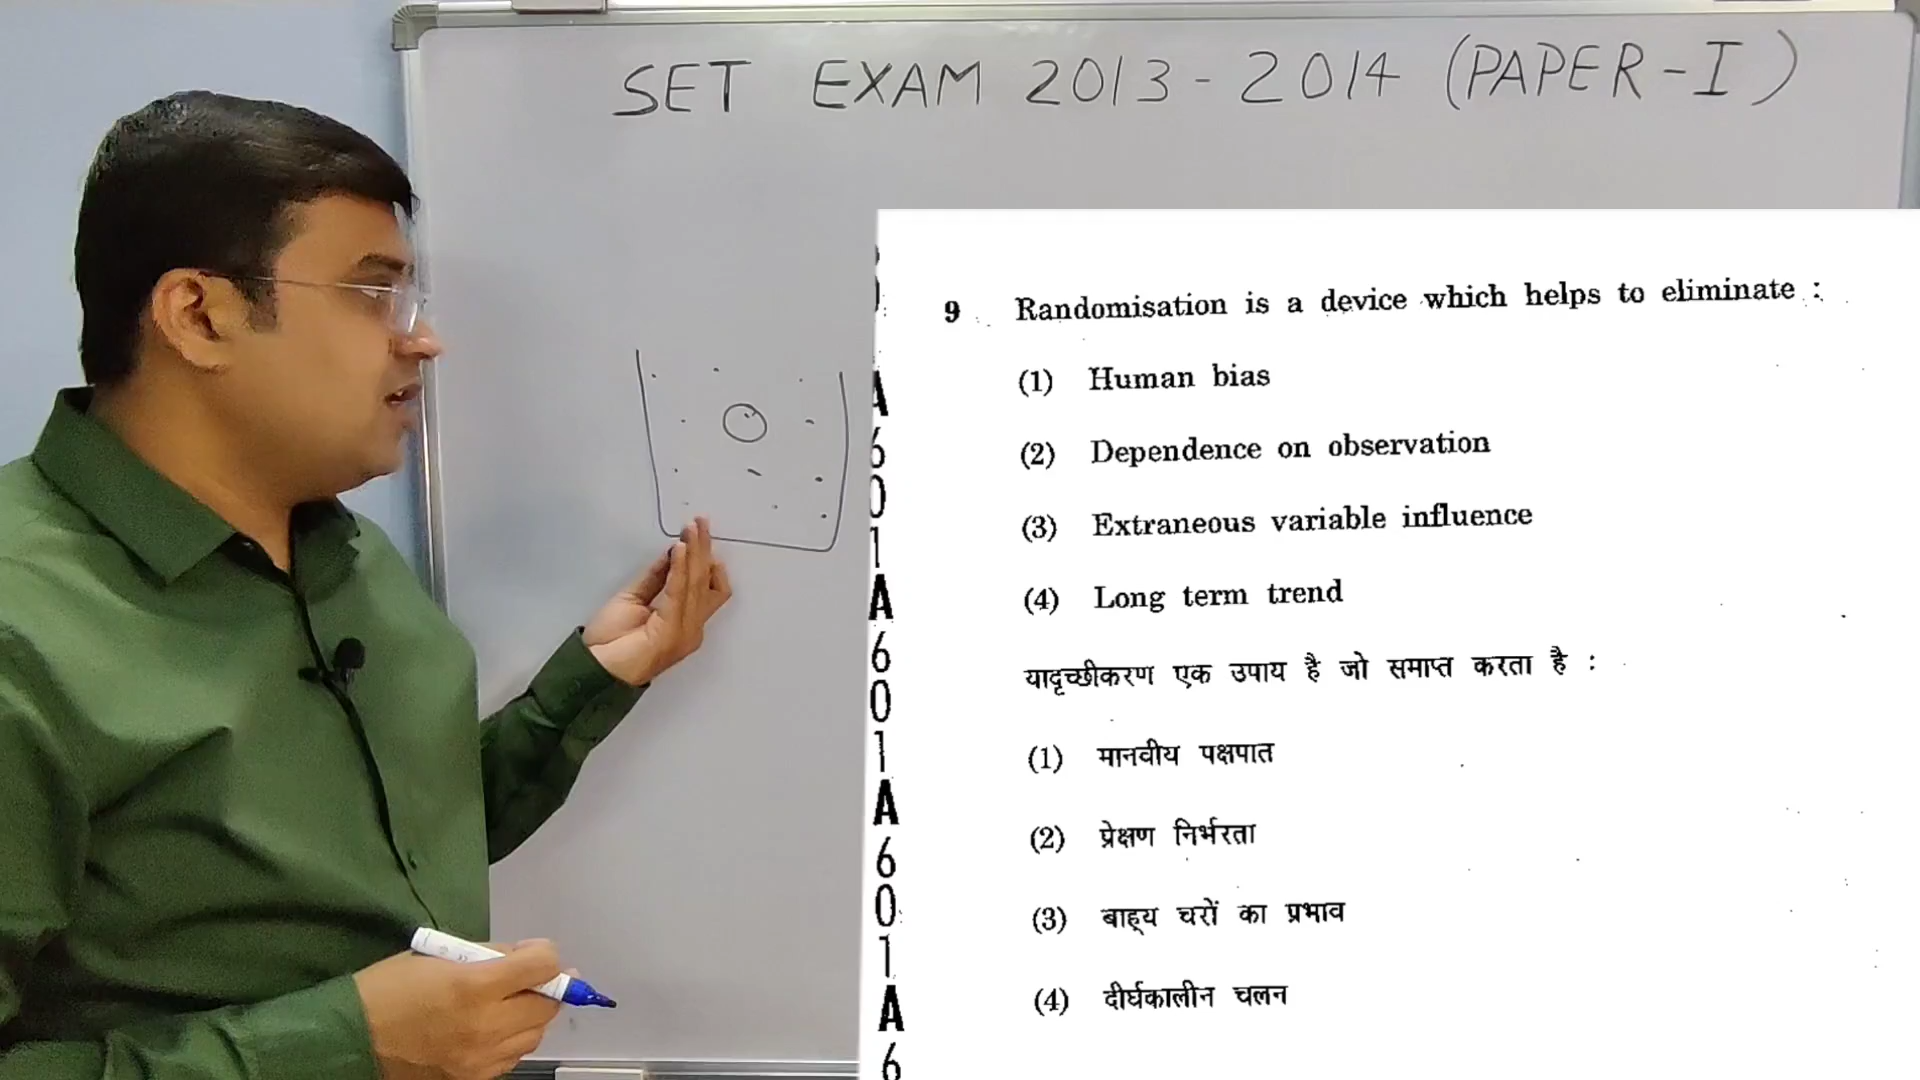 SET EXAM 2013-2014 (PAPER-I)
9 Randomisation is a device which helps to eliminate :
(1) Human bias
(2) Dependence on observation
(3) Extraneous variable influence
(4) Long term trend
यादृच्छीकरण एक उपाय है जो समाप्त करता है :
(1) मानवीय पक्षपात
(2) प्रेक्षण निर्भरता
(3) बाह्य चरों का प्रभाव
(4) दीर्घकालीन चलन
A
6
0
1
A
6
0
1
A
6
0
1
A
6